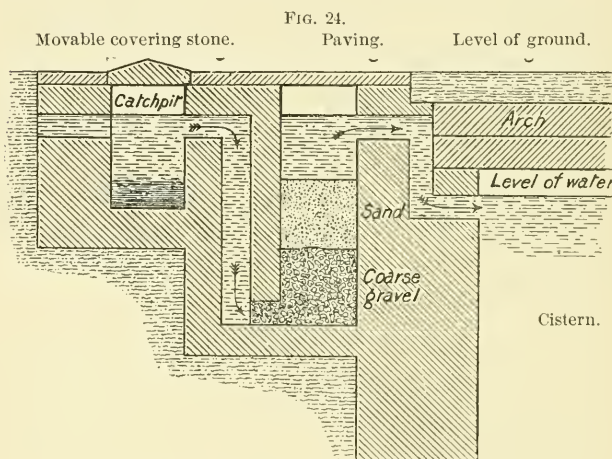 FIG. 24.
Movable covering stone. Paving. Level of ground.
Catchpit
Arch
Level of water
Sand
Coarse gravel
Cistern.